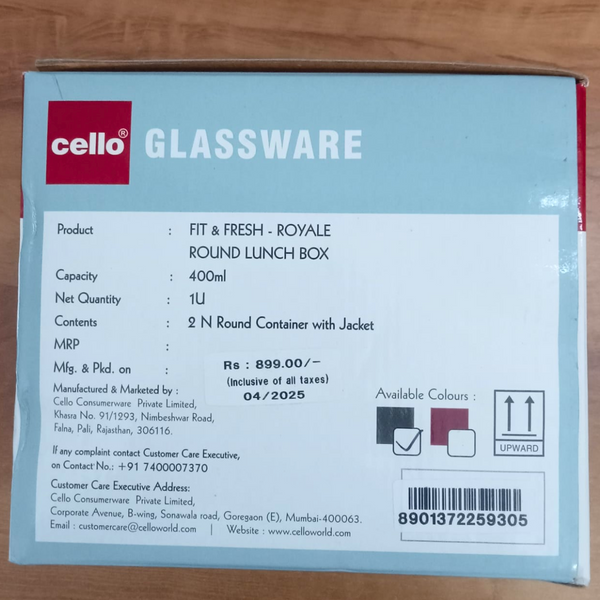 cello®
GLASSWARE
Product : FIT & FRESH - ROYALE
ROUND LUNCH BOX
Capacity : 400ml
Net Quantity : 1U
Contents : 2 N Round Container with Jacket
MRP :
Rs : 899.00/-
(Inclusive of all taxes)
Mfg. & Pkd. on :
04/2025
Manufactured & Marketed by :
Cello Consumerware Private Limited,
Khasra No. 91/1293, Nimbeshwar Road,
Falna, Pali, Rajasthan, 306116.
If any complaint contact Customer Care Executive,
on Contact No.: +91 7400007370
Customer Care Executive Address:
Cello Consumerware Private Limited,
Corporate Avenue, B-wing, Sonawala road, Goregaon (E), Mumbai-400063.
Email : customercare@celloworld.com | Website : www.celloworld.com
Available Colours :
UPWARD
8901372259305